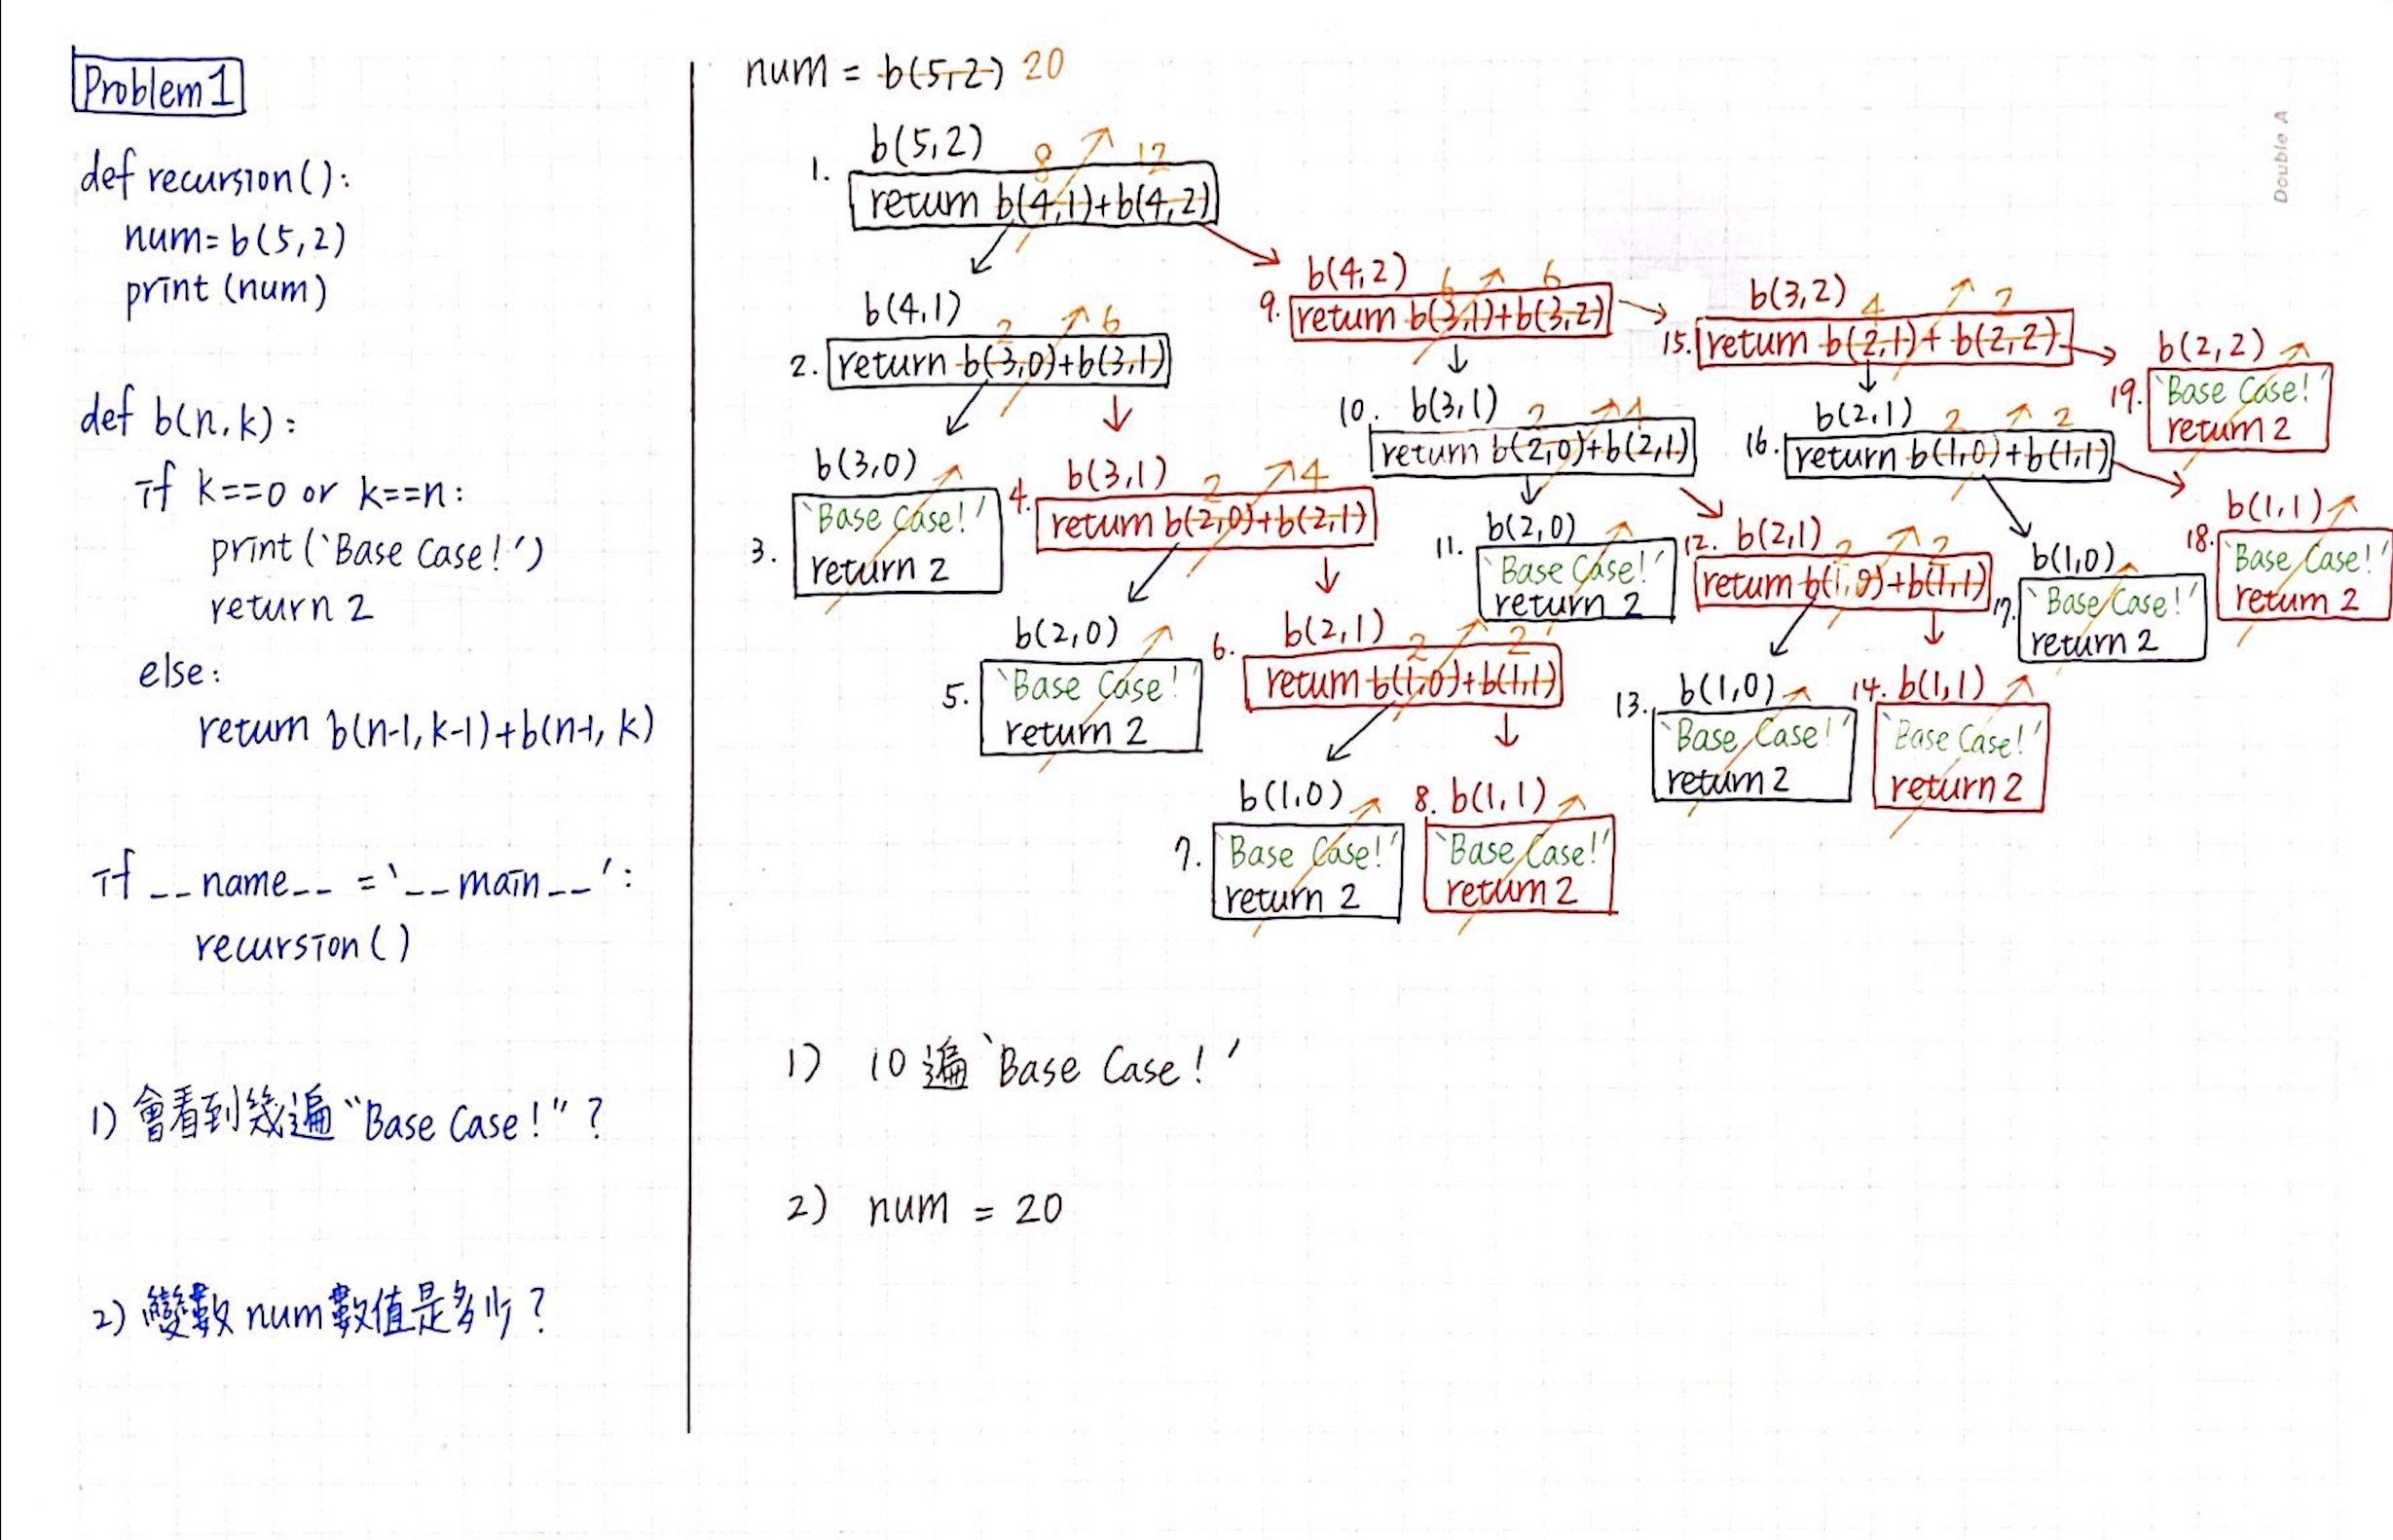 Problem 1
def recursion():
num=b(5,2)
print(num)
def b(n,k):
if k==0 or k==n:
print(`Base Case!')
return 2
else:
return b(n-1,k-1)+b(n-1,k)
if __name__ = '__main__':
recursion()
1) 會看到幾遍"Base Case!"?
2) 變數num數值是多少?
num = b(5,2) 20
b(5,2)
8 12
1. return b(4,1)+b(4,2)
b(4,1)
2 6
2. return b(3,0)+b(3,1)
b(3,0)
3. `Base Case!'
return 2
b(3,1)
2 4
4. return b(2,0)+b(2,1)
b(2,0)
5. `Base Case!'
return 2
b(2,1)
2 2
6. return b(1,0)+b(1,1)
b(1,0)
7. `Base Case!'
return 2
8. b(1,1)
`Base Case!'
return 2
b(4,2)
6 6
9. return b(3,1)+b(3,2)
10. b(3,1)
2 4
return b(2,0)+b(2,1)
b(2,0)
11. `Base Case!'
return 2
12. b(2,1)
2 2
return b(1,0)+b(1,1)
13. b(1,0)
`Base Case!'
return 2
14. b(1,1)
`Base Case!'
return 2
b(3,2)
4 2
15. return b(2,1)+b(2,2)
b(2,1)
2 2
16. return b(1,0)+b(1,1)
b(1,0)
17. `Base Case!'
return 2
b(1,1)
18. `Base Case!'
return 2
b(2,2)
19. `Base Case!'
return 2
Double A
1) 10遍`Base Case!'
2) num = 20